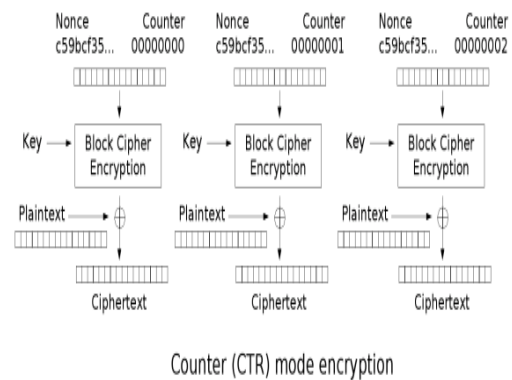 Nonce Counter
c59bcf35... 00000000
Key
Block Cipher
Encryption
Plaintext
Ciphertext
Nonce Counter
c59bcf35... 00000001
Key
Block Cipher
Encryption
Plaintext
Ciphertext
Nonce Counter
c59bcf35... 00000002
Key
Block Cipher
Encryption
Plaintext
Ciphertext
Counter (CTR) mode encryption